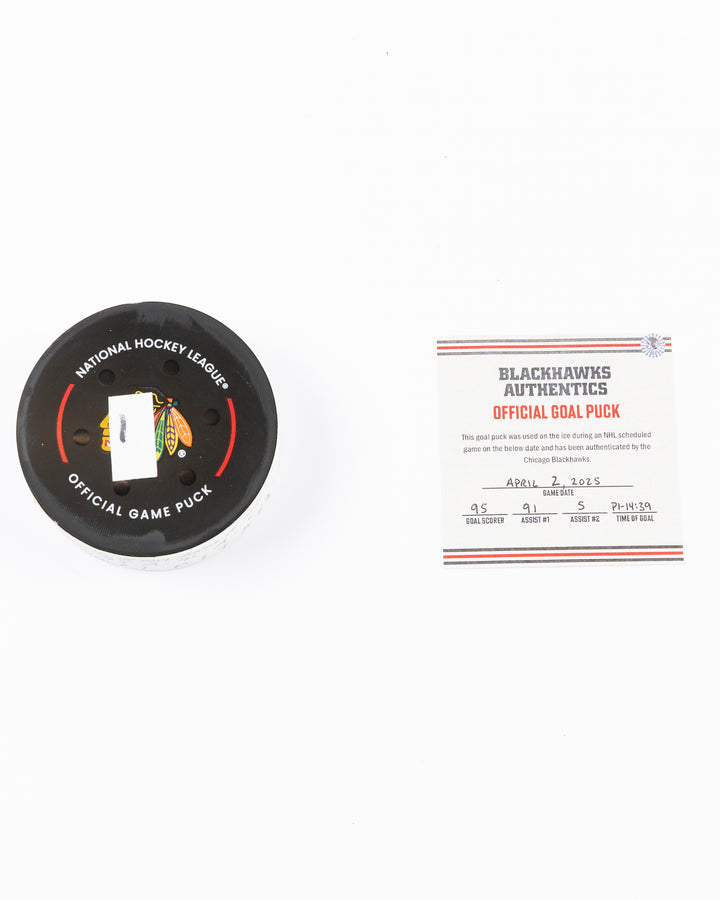 NATIONAL HOCKEY LEAGUE®
®
OFFICIAL GAME PUCK
BLACKHAWKS
AUTHENTICS
OFFICIAL GOAL PUCK
This goal puck was used on the ice during an NHL scheduled
game on the below date and has been authenticated by the
Chicago Blackhawks.
APRIL 2, 2025
GAME DATE
95 91 5 P1-14:39
GOAL SCORER ASSIST #1 ASSIST #2 TIME OF GOAL